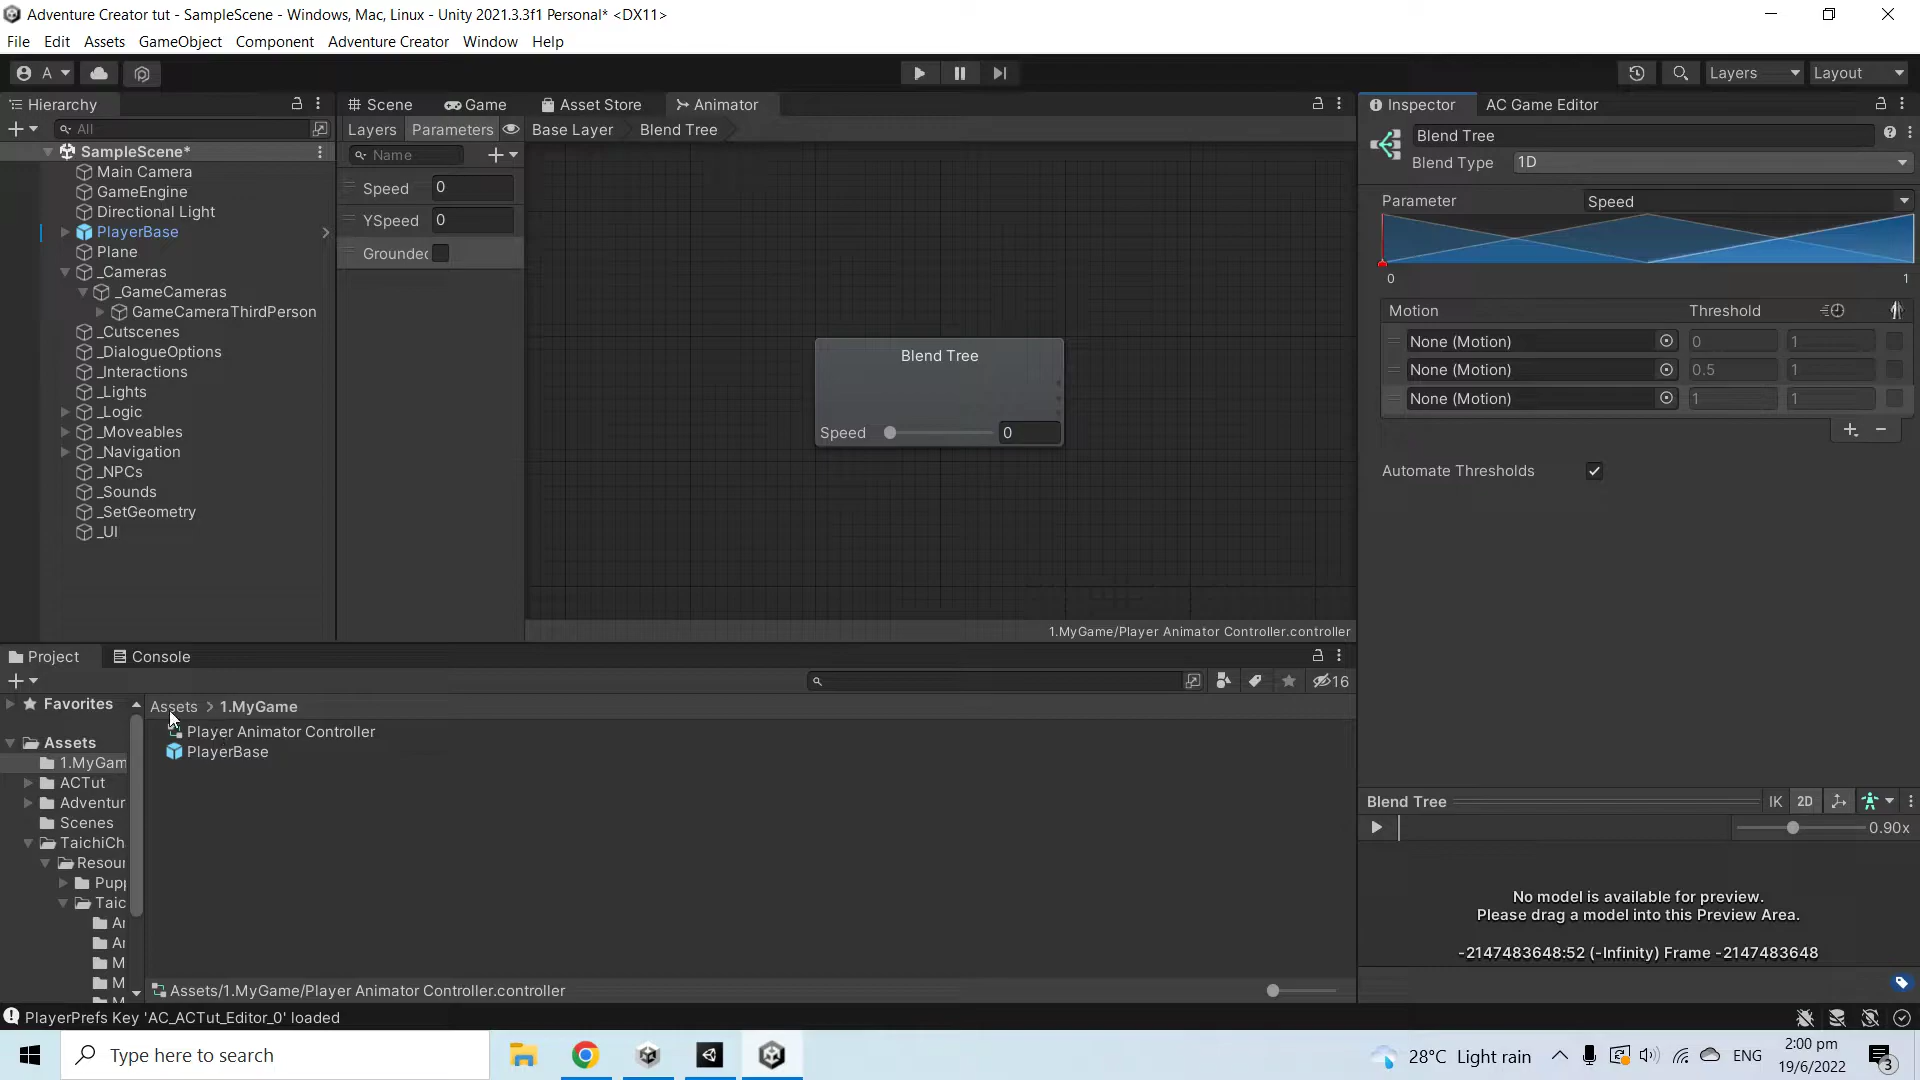 Adventure Creator tut - SampleScene - Windows, Mac, Linux - Unity 2021.3.3f1 Personal* <DX11>
File Edit Assets GameObject Component Adventure Creator Window Help
A Layers Layout
Hierarchy
All
SampleScene*
Main Camera
GameEngine
Directional Light
PlayerBase
Plane
_Cameras
_GameCameras
GameCameraThirdPerson
_Cutscenes
_DialogueOptions
_Interactions
_Lights
_Logic
_Moveables
_Navigation
_NPCs
_Sounds
_SetGeometry
_UI
Scene Game Asset Store Animator
Layers Parameters Base Layer Blend Tree
Name
Speed 0
YSpeed 0
Grounded
Blend Tree
Speed 0
1.MyGame/Player Animator Controller.controller
Inspector AC Game Editor
Blend Tree
Blend Type 1D
Parameter Speed
0 1
Motion Threshold
None (Motion) 0 1
None (Motion) 0.5 1
None (Motion) 1 1
Automate Thresholds
Blend Tree IK 2D
0.90x
No model is available for preview.
Please drag a model into this Preview Area.
-2147483648:52 (-Infinity) Frame -2147483648
Project Console
16
Favorites
Assets
1.MyGam
ACTut
Adventur
Scenes
TaichiCh
Resour
Pupp
Taic
M
M
Assets > 1.MyGame
Player Animator Controller
PlayerBase
Assets/1.MyGame/Player Animator Controller.controller
PlayerPrefs Key 'AC_ACTut_Editor_0' loaded
Type here to search
28°C Light rain ENG 2:00 pm
19/6/2022
3